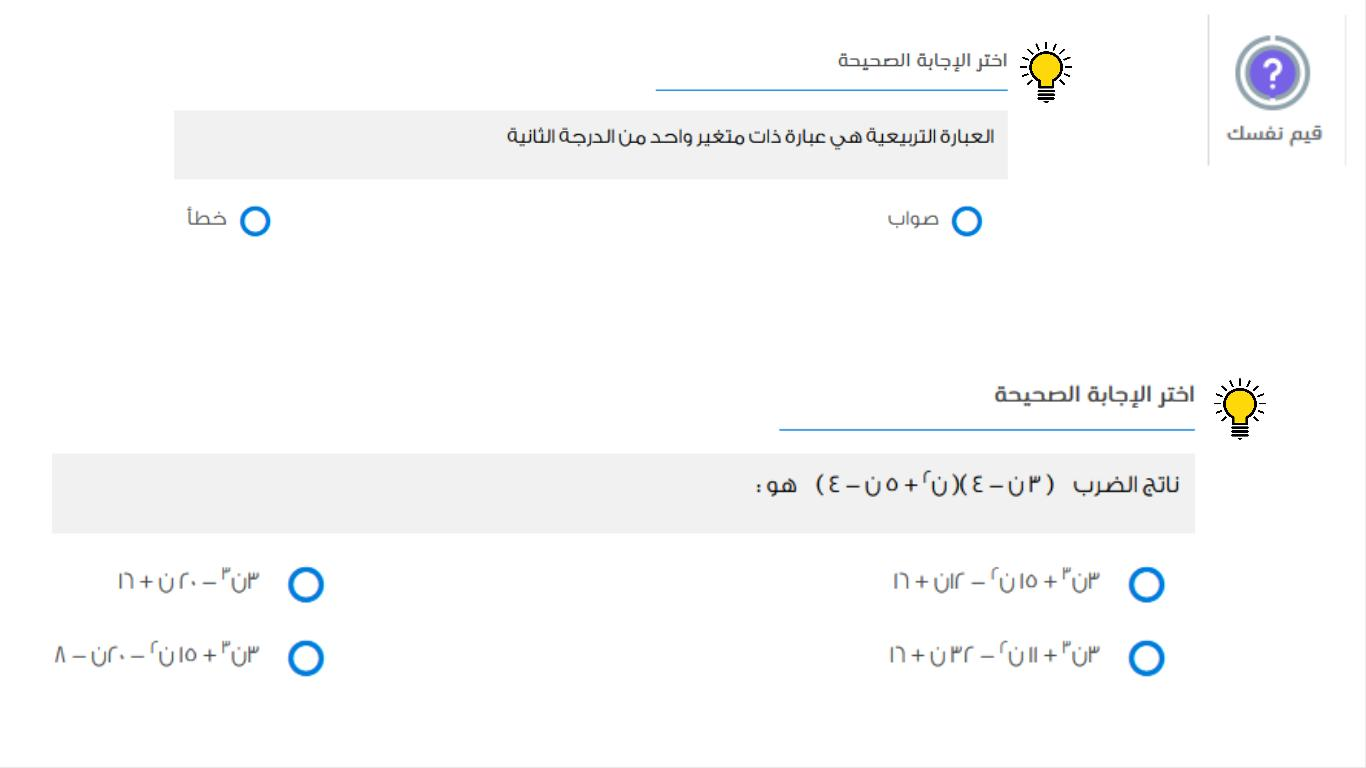 اختر الإجابة الصحيحة
?
قيم نفسك
العبارة التربيعية هي عبارة ذات متغير واحد من الدرجة الثانية
صواب
خطأ
اختر الإجابة الصحيحة
ناتج الضرب (٣ن – ٤)(ن٢ + ٥ن – ٤) هو :
٣ن٣ + ١٥ن٢ – ١٢ن + ١٦
٣ن٣ – ٢٠ن + ١٦
٣ن٣ + ١١ن٢ – ٣٢ن + ١٦
٣ن٣ + ١٥ن٢ – ٢٠ن – ٨